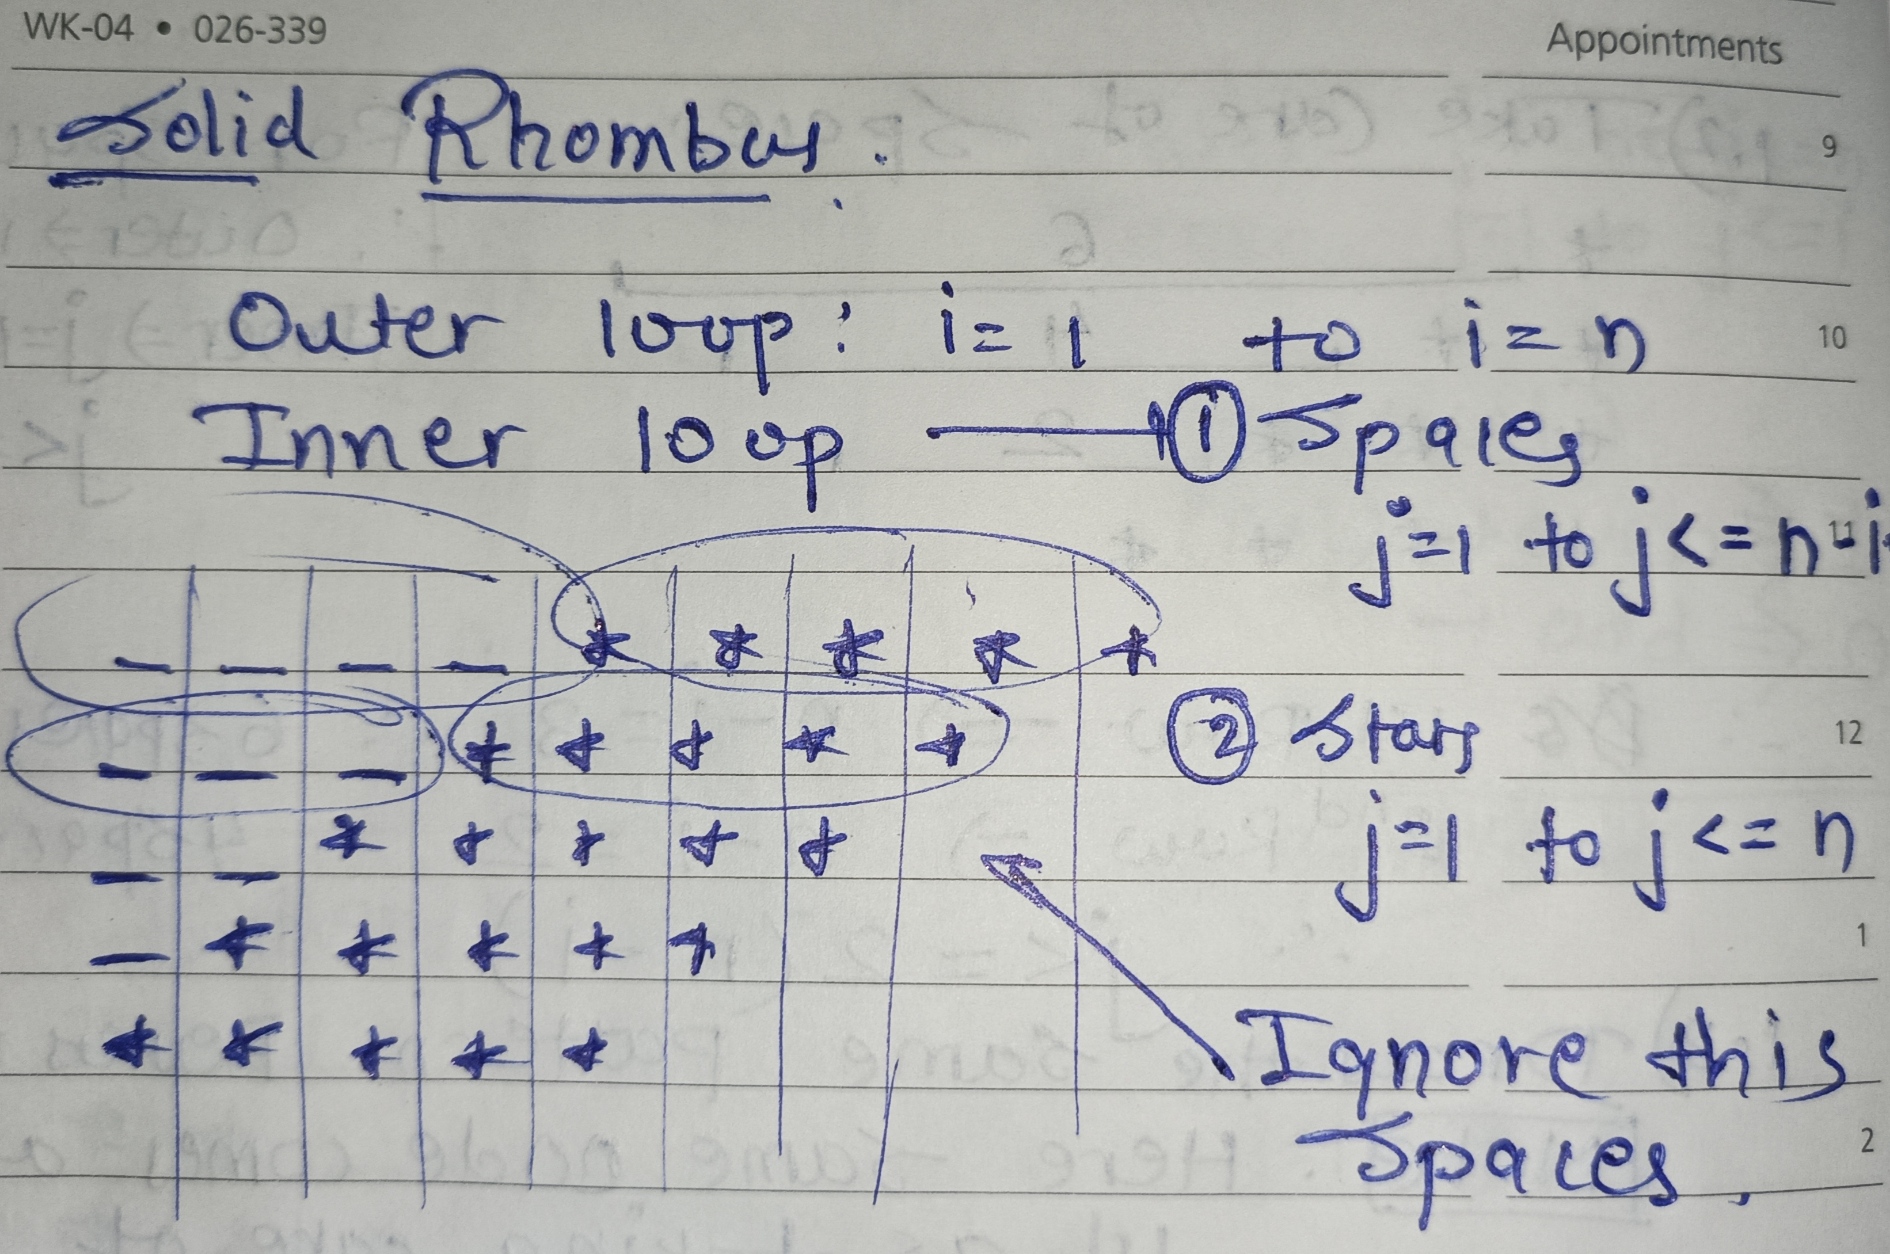 WK-04 • 026-339
Appointments
Solid Rhombus.
9
Outer loop: i=1 to i=n
10
Inner loop → ① Spaces
j=1 to j<=n-i
11
_ _ _ _ * * * * *
_ _ _ * * * * *
② Stars
12
_ _ * * * * *
j=1 to j<=n
_ * * * * *
1
* * * * *
Ignore this
Spaces.
2